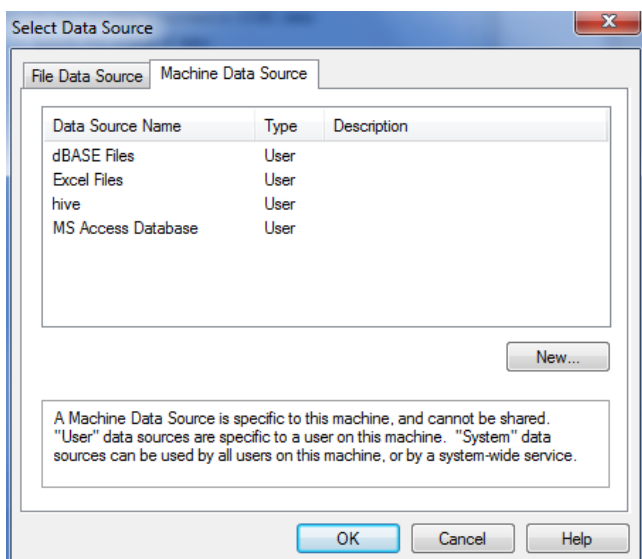 Select Data Source
File Data Source Machine Data Source
Data Source Name Type Description
dBASE Files User
Excel Files User
hive User
MS Access Database User
New...
A Machine Data Source is specific to this machine, and cannot be shared.
"User" data sources are specific to a user on this machine. "System" data
sources can be used by all users on this machine, or by a system-wide service.
OK Cancel Help